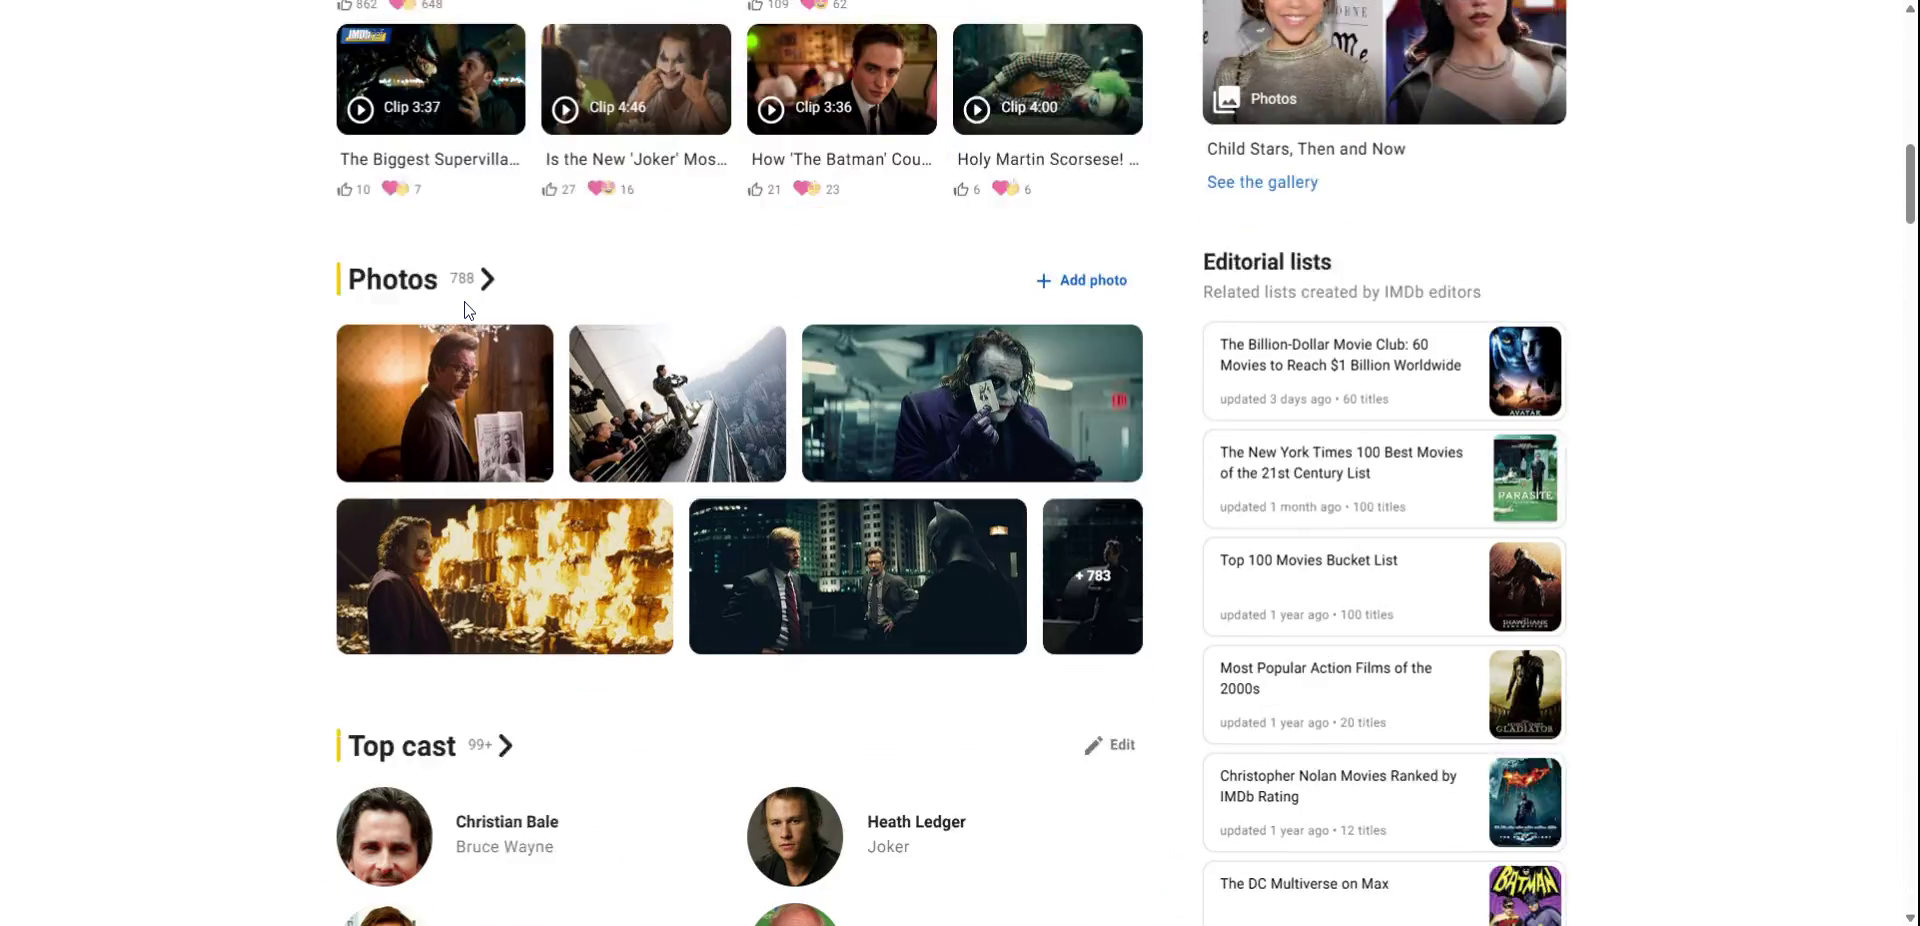 862 648
109 62
IMDb
Clip 3:37
Clip 4:46
Clip 3:36
Clip 4:00
The Biggest Supervilla...
Is the New 'Joker' Mos...
How 'The Batman' Cou...
Holy Martin Scorsese! ...
10 7
27 16
21 23
6 6
Photos 788
+ Add photo
+ 783
Top cast 99+
Edit
Christian Bale
Bruce Wayne
Heath Ledger
Joker
Me
Photos
Child Stars, Then and Now
See the gallery
Editorial lists
Related lists created by IMDb editors
The Billion-Dollar Movie Club: 60
Movies to Reach $1 Billion Worldwide
updated 3 days ago • 60 titles
AVATAR
The New York Times 100 Best Movies
of the 21st Century List
updated 1 month ago • 100 titles
PARASITE
Top 100 Movies Bucket List
updated 1 year ago • 100 titles
SHAWSHANK
REDEMPTION
Most Popular Action Films of the
2000s
updated 1 year ago • 20 titles
GLADIATOR
Christopher Nolan Movies Ranked by
IMDb Rating
updated 1 year ago • 12 titles
The DC Multiverse on Max
BATMAN